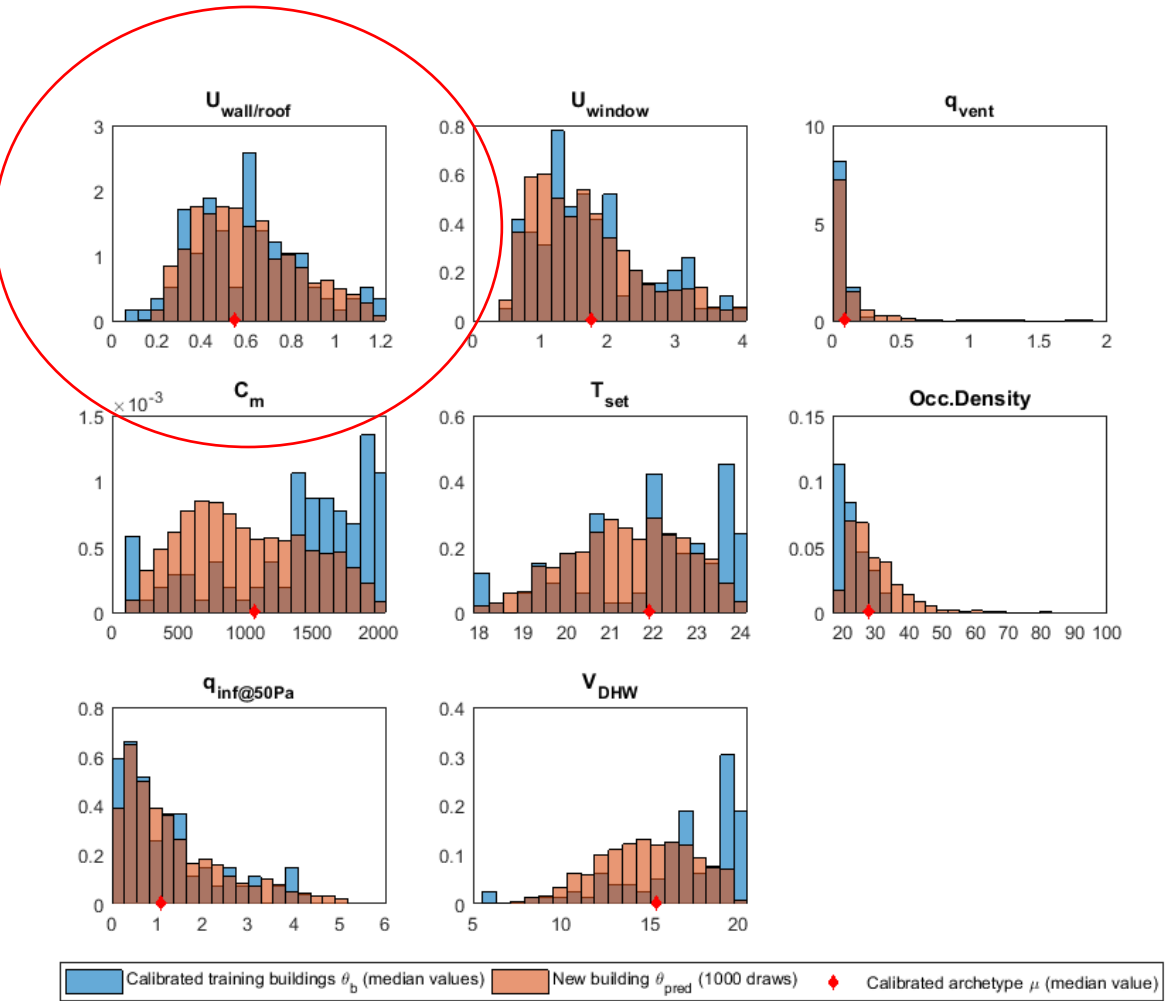 U_wall/roof
3
2
1
0
0 0.2 0.4 0.6 0.8 1 1.2
U_window
0.8
0.6
0.4
0.2
0
0 1 2 3 4
q_vent
10
5
0
0 0.5 1 1.5 2
C_m
×10^-3
1.5
1
0.5
0
0 500 1000 1500 2000
T_set
0.6
0.4
0.2
0
18 19 20 21 22 23 24
Occ.Density
0.15
0.1
0.05
0
20 30 40 50 60 70 80 90 100
q_inf@50Pa
0.8
0.6
0.4
0.2
0
0 1 2 3 4 5 6
V_DHW
0.4
0.3
0.2
0.1
0
5 10 15 20
Calibrated training buildings θ_b (median values) New building θ_pred (1000 draws) Calibrated archetype μ (median value)